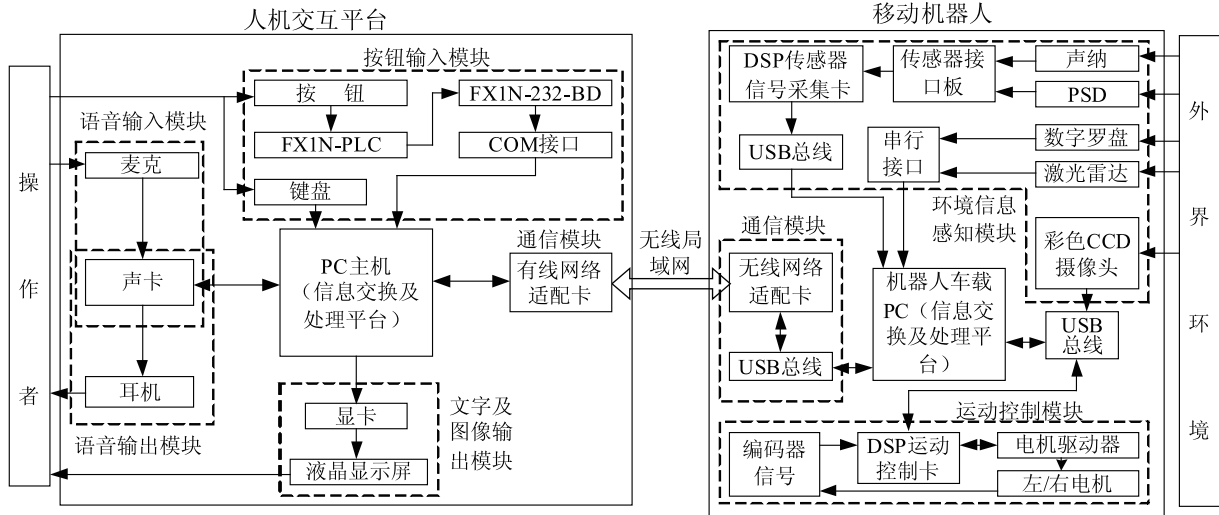 人机交互平台
操
作
者
按钮输入模块
按 钮
FX1N-PLC
FX1N-232-BD
COM接口
键盘
语音输入模块
麦克
声卡
耳机
语音输出模块
PC主机
（信息交换及
处理平台）
显卡
液晶显示屏
文字及
图像输
出模块
通信模块
有线网络
适配卡
无线局
域网
移动机器人
DSP传感器
信号采集卡
传感器接
口板
声纳
PSD
USB总线
串行
接口
数字罗盘
激光雷达
环境信息
感知模块
彩色CCD
摄像头
通信模块
无线网络
适配卡
USB总线
机器人车载
PC（信息交
换及处理平
台）
USB
总线
运动控制模块
编码器
信号
DSP运动
控制卡
电机驱动器
左/右电机
外
界
环
境